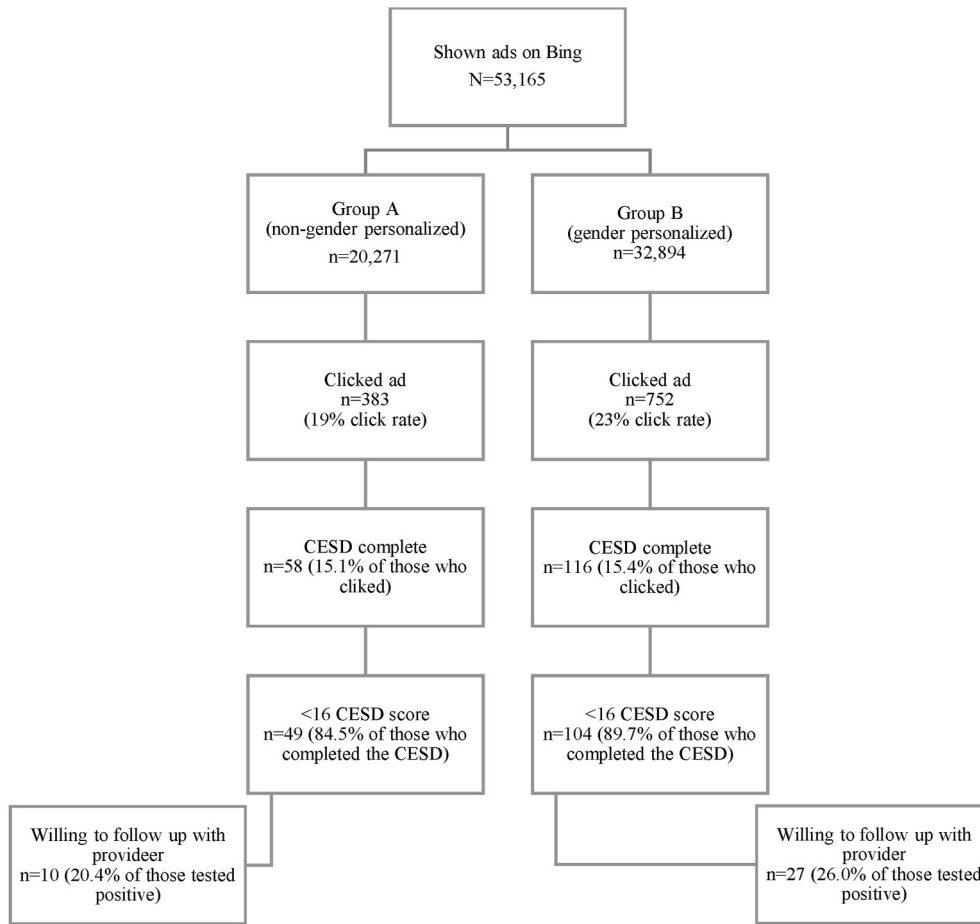 Shown ads on Bing
N=53,165
Group A
(non-gender personalized)
n=20,271
Group B
(gender personalized)
n=32,894
Clicked ad
n=383
(19% click rate)
Clicked ad
n=752
(23% click rate)
CESD complete
n=58 (15.1% of those who
cliked)
CESD complete
n=116 (15.4% of those who
clicked)
<16 CESD score
n=49 (84.5% of those who
completed the CESD)
<16 CESD score
n=104 (89.7% of those who
completed the CESD)
Willing to follow up with
provideer
n=10 (20.4% of those tested
positive)
Willing to follow up with
provider
n=27 (26.0% of those tested
positive)